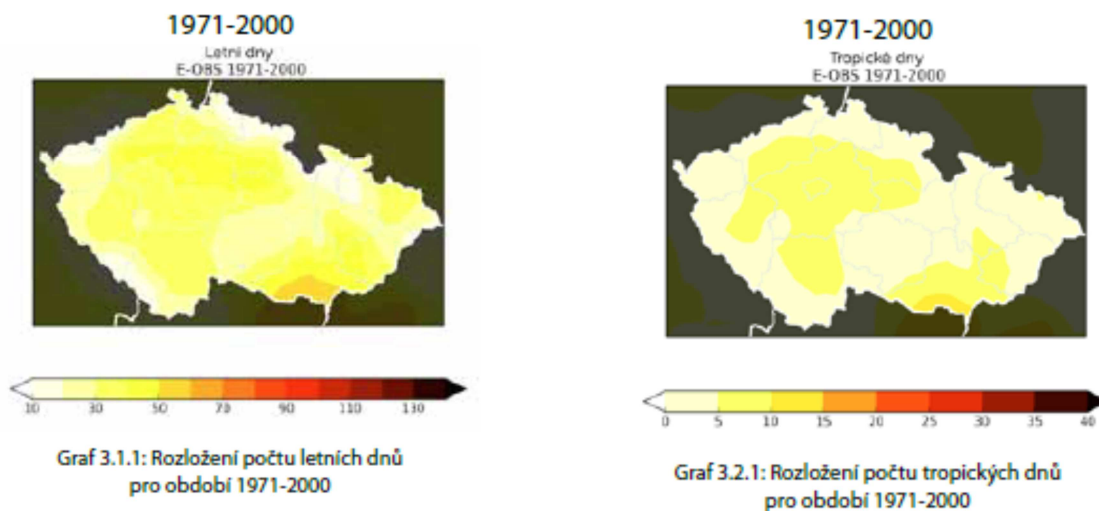 1971-2000
Letní dny
E-OBS 1971-2000
10 30 50 70 90 110 130
Graf 3.1.1: Rozložení počtu letních dnů
pro období 1971-2000
1971-2000
Tropické dny
E-OBS 1971-2000
0 5 10 15 20 25 30 35 40
Graf 3.2.1: Rozložení počtu tropických dnů
pro období 1971-2000